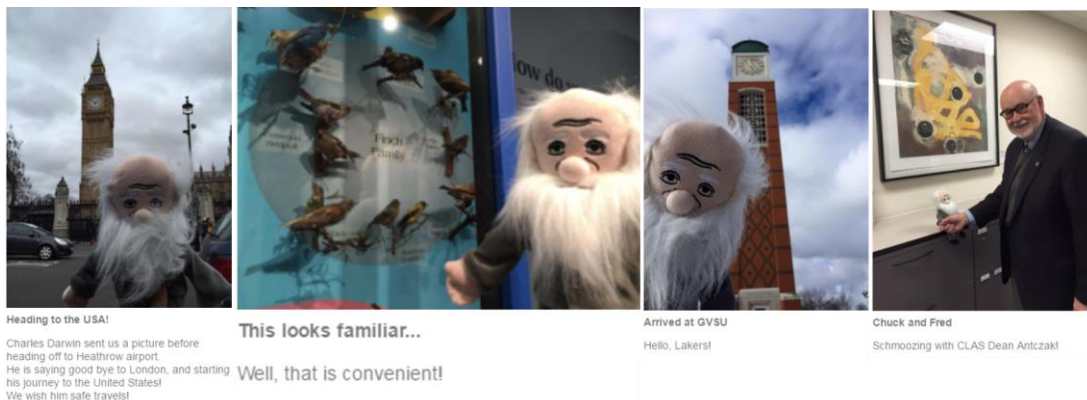 How do
Finch
Family
Heading to the USA!
Charles Darwin sent us a picture before
heading off to Heathrow airport.
He is saying good bye to London, and starting
his journey to the United States!
We wish him safe travels!
This looks familiar...
Well, that is convenient!
Arrived at GVSU
Hello, Lakers!
Chuck and Fred
Schmoozing with CLAS Dean Antczak!